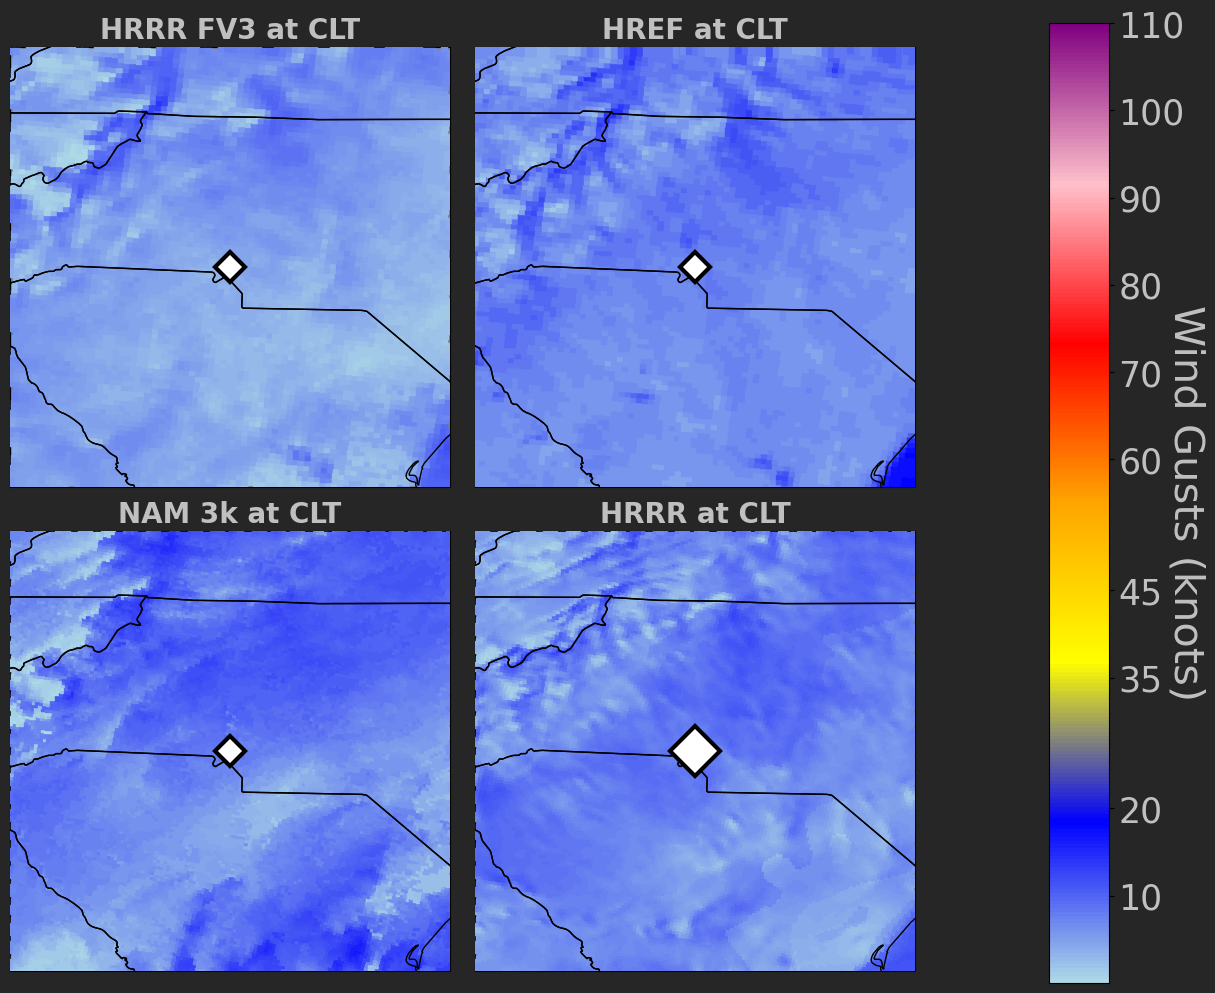 HRRR FV3 at CLT
HREF at CLT
NAM 3k at CLT
HRRR at CLT
110
100
90
80
70
60
45
35
20
10
Wind Gusts (knots)